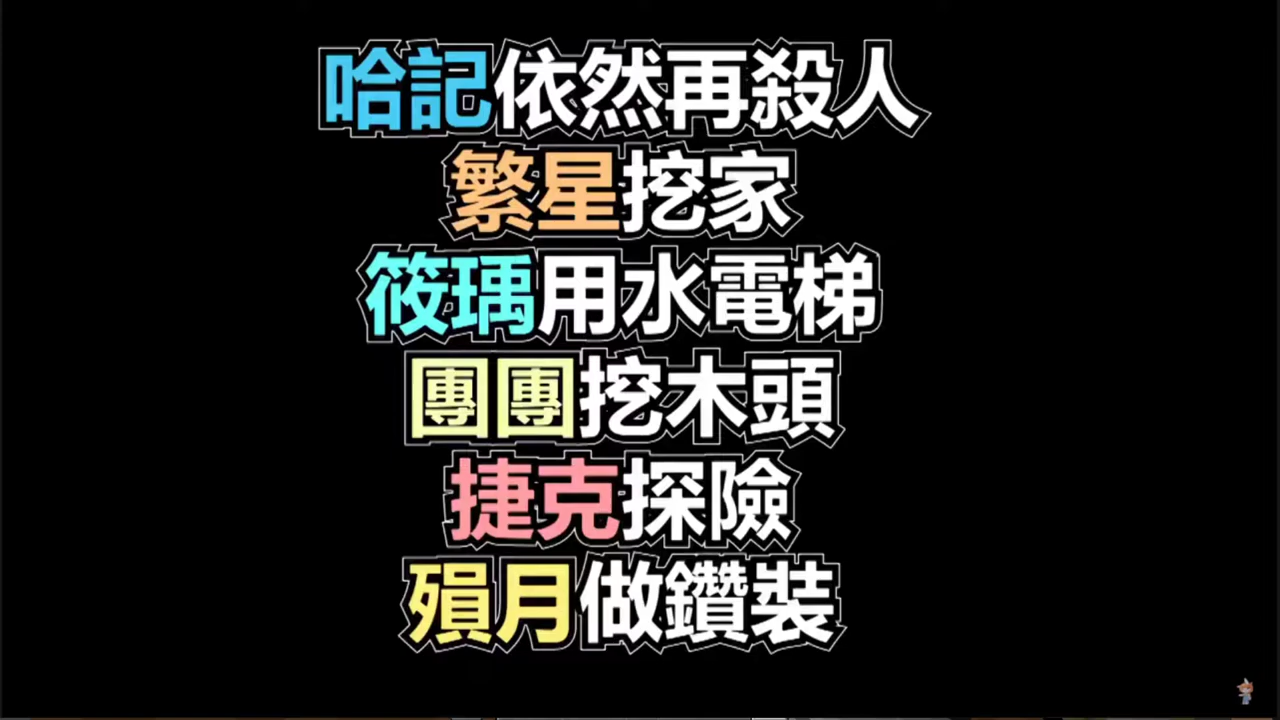 哈記依然再殺人
繁星挖家
筱瑀用水電梯
團團挖木頭
捷克探險
殞月做鑽裝